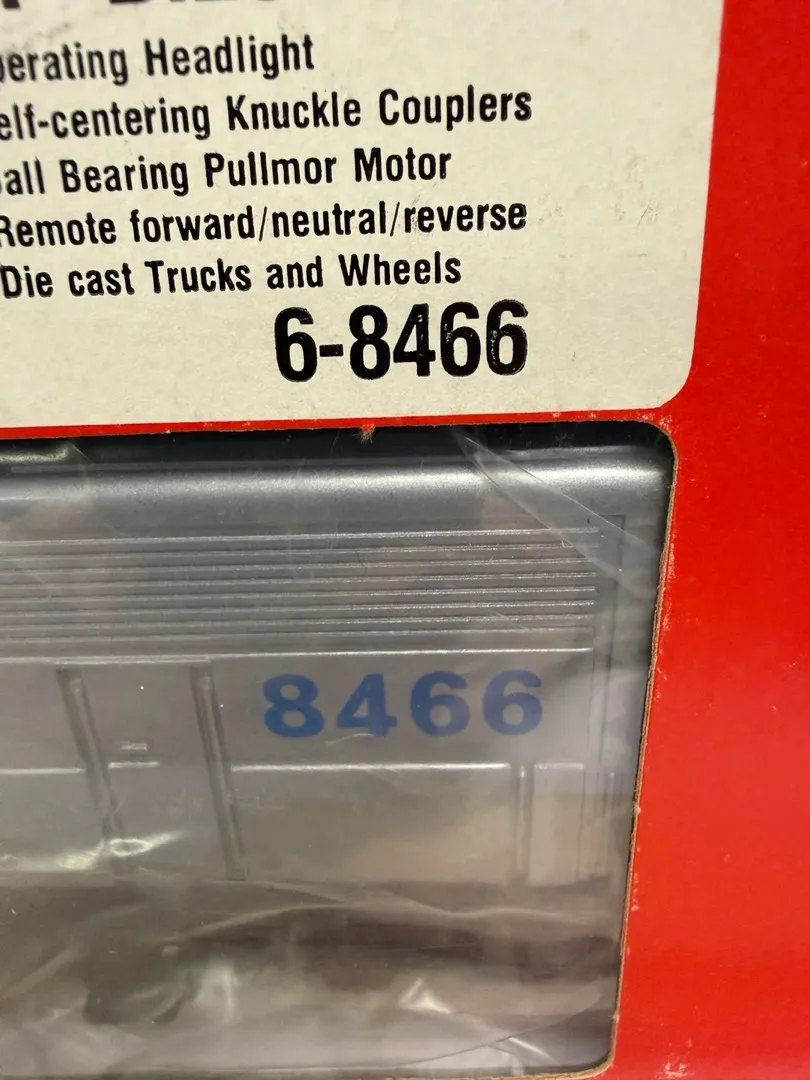 perating Headlight
elf-centering Knuckle Couplers
all Bearing Pullmor Motor
Remote forward/neutral/reverse
Die cast Trucks and Wheels
6-8466
8466